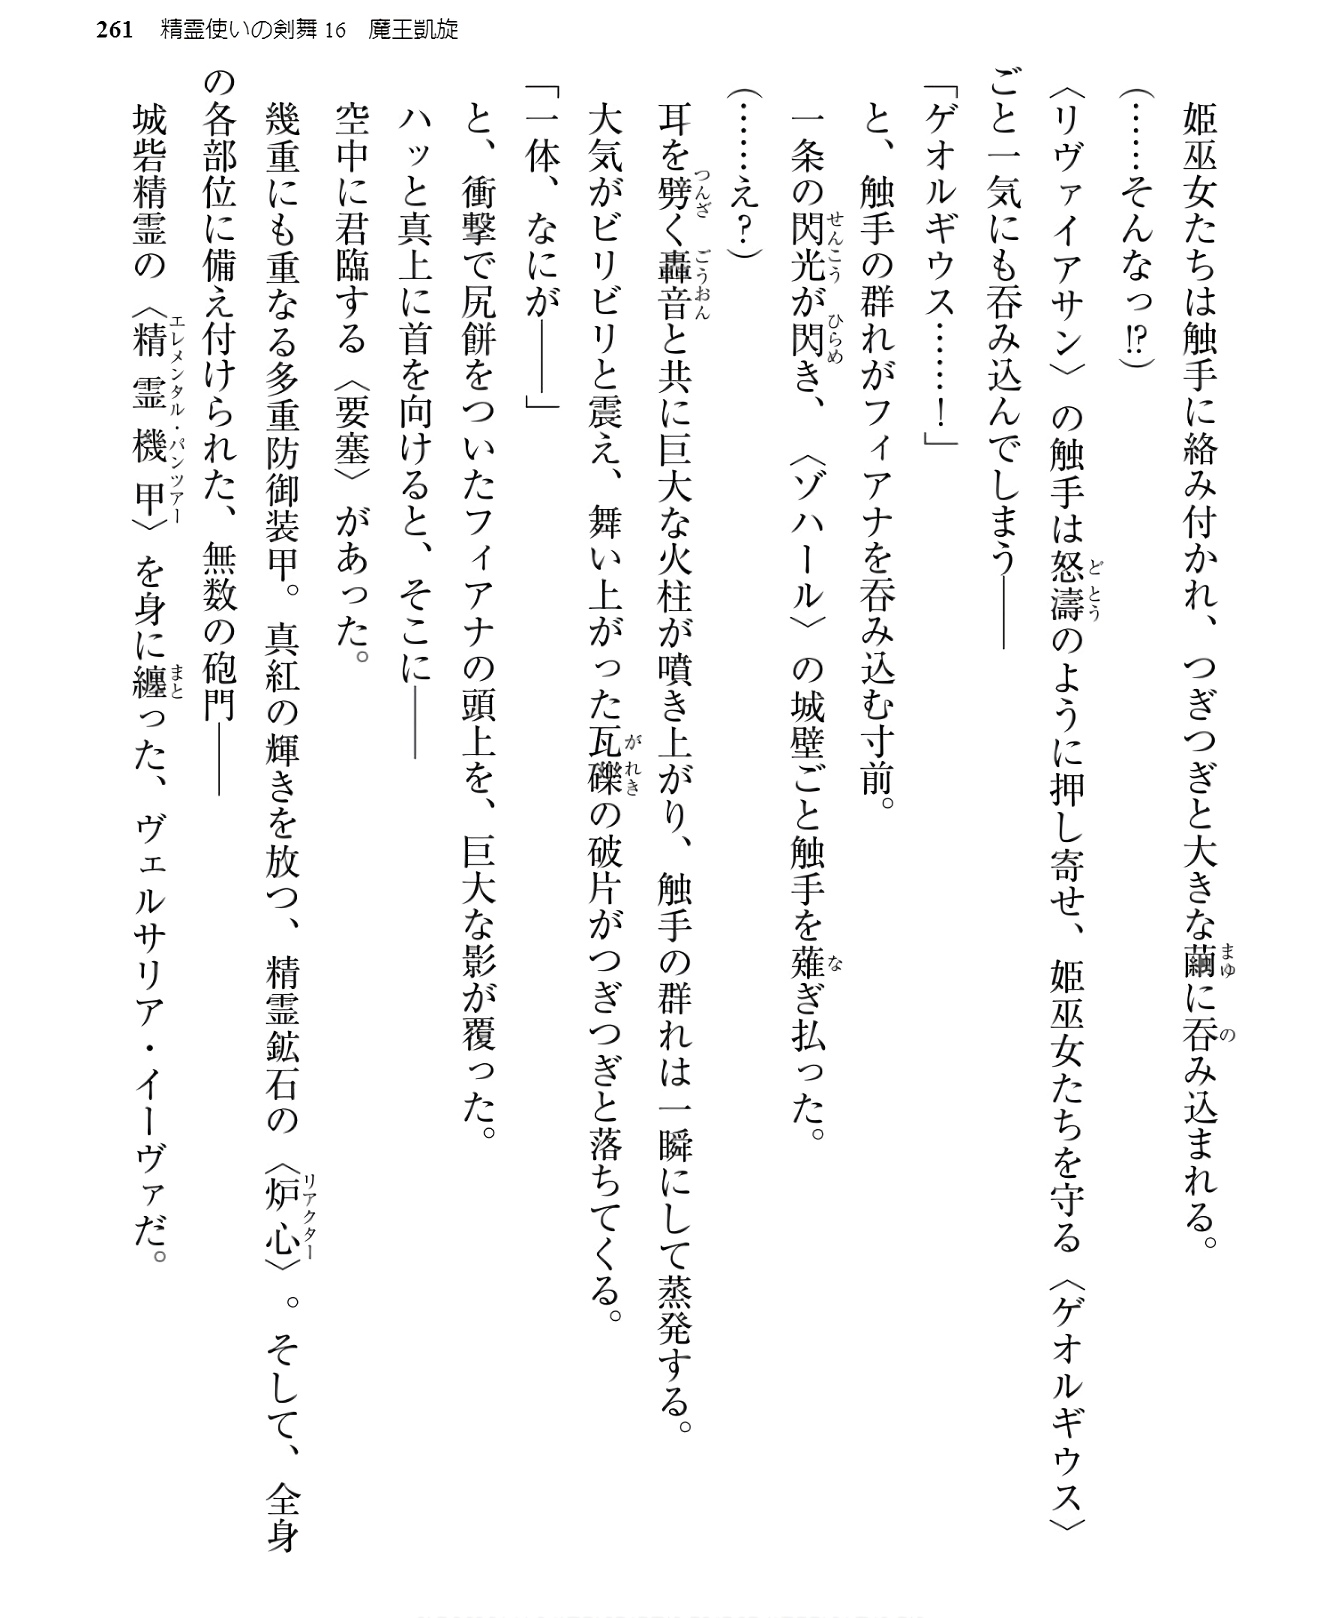 261 精霊使いの剣舞16 魔王凱旋
姫巫女たちは触手に絡み付かれ、つぎつぎと大きな繭に呑み込まれる。
(……そんなっ!?)
〈リヴァイアサン〉の触手は怒濤のように押し寄せ、姫巫女たちを守る〈ゲオルギウス〉
ごと一気にも呑み込んでしまう――
「ゲオルギウス……!」
と、触手の群れがフィアナを呑み込む寸前。
一条の閃光が閃き、〈ゾハール〉の城壁ごと触手を薙ぎ払った。
(……え?)
耳を劈く轟音と共に巨大な火柱が噴き上がり、触手の群れは一瞬にして蒸発する。
大気がビリビリと震え、舞い上がった瓦礫の破片がつぎつぎと落ちてくる。
「一体、なにが――」
と、衝撃で尻餅をついたフィアナの頭上を、巨大な影が覆った。
ハッと真上に首を向けると、そこに――
空中に君臨する〈要塞〉があった。
幾重にも重なる多重防御装甲。真紅の輝きを放つ、精霊鉱石の〈炉心〉。そして、全身
の各部位に備え付けられた、無数の砲門――
城砦精霊の〈精霊機甲〉を身に纏った、ヴェルサリア・イーヴァだ。